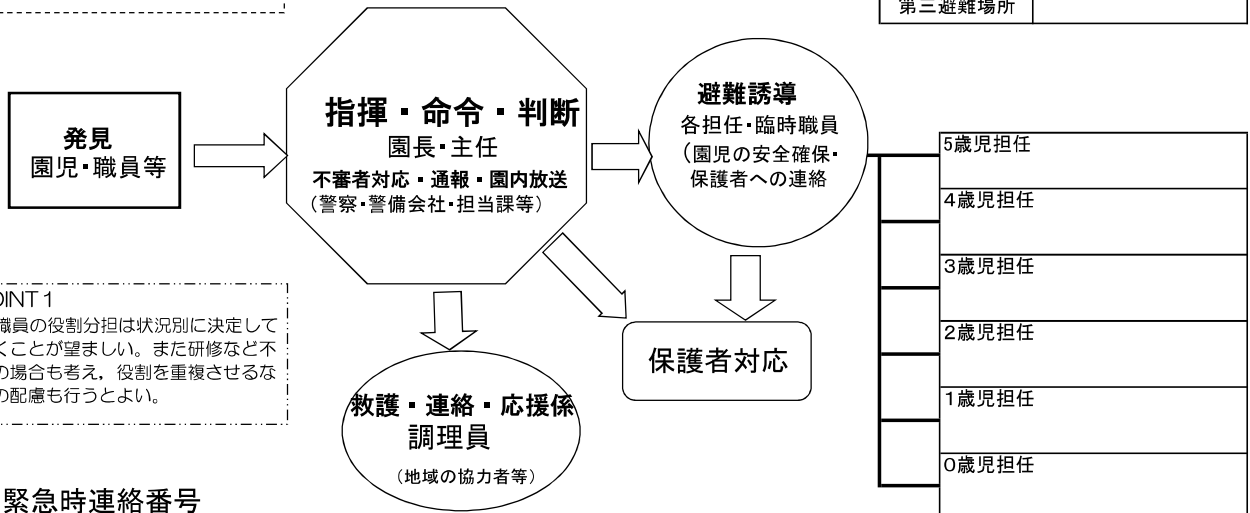 第三避難場所
発見
園児・職員等
指揮・命令・判断
園長・主任
不審者対応・通報・園内放送
(警察・警備会社・担当課等)
避難誘導
各担任・臨時職員
(園児の安全確保・
保護者への連絡
5歳児担任
4歳児担任
3歳児担任
2歳児担任
1歳児担任
0歳児担任
OINT1
職員の役割分担は状況別に決定して
くことが望ましい。また研修など不
の場合も考え,役割を重複させるな
の配慮も行うとよい。
保護者対応
救護・連絡・応援係
調理員
(地域の協力者等)
緊急時連絡番号